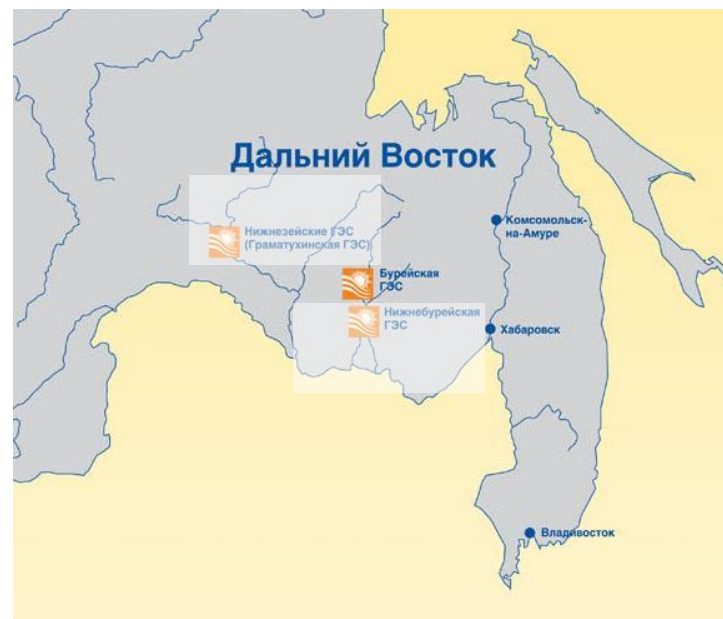 Дальний Восток
Нижнезейские ГЭС
(Граматухинская ГЭС)
Комсомольск-
на-Амуре
Бурейская
ГЭС
Нижнебурейская
ГЭС
Хабаровск
Владивосток